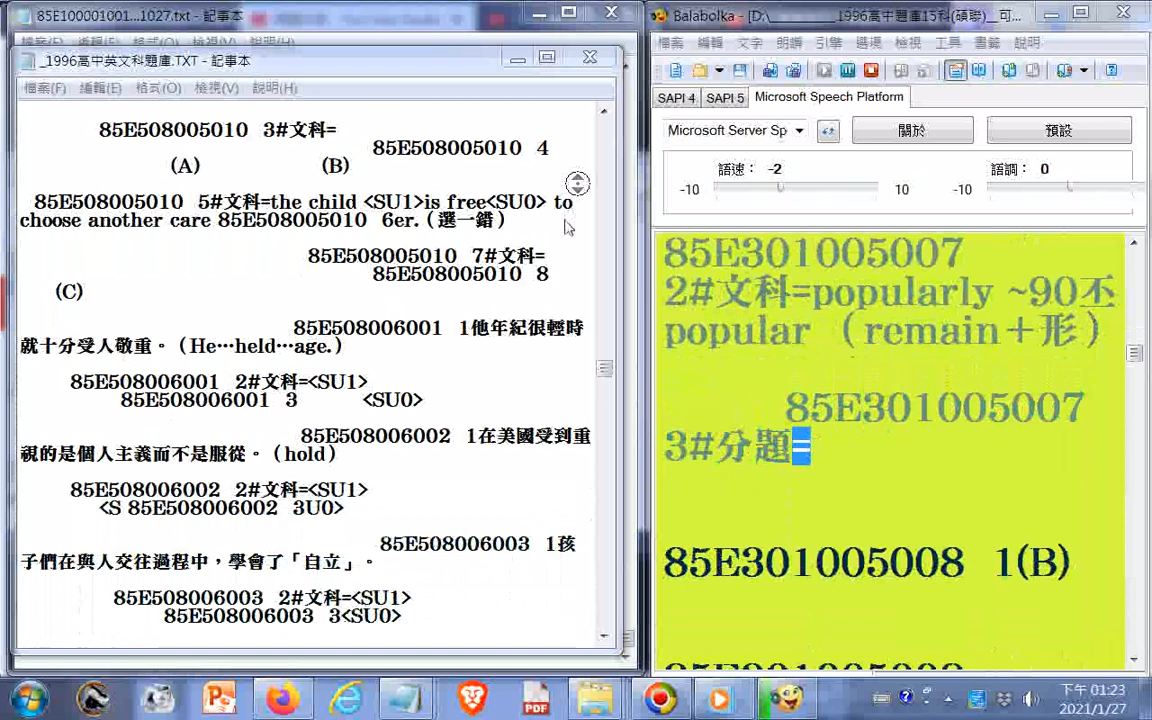 85E100001001...1027.txt - 記事本
_1996高中英文科題庫.TXT - 記事本
檔案(F) 編輯(E) 格式(O) 檢視(V) 說明(H)
85E508005010 3#文科=
85E508005010 4
(A) (B)
85E508005010 5#文科=the child <SU1>is free<SU0> to
choose another care 85E508005010 6er.(選一錯)
85E508005010 7#文科=
85E508005010 8
(C)
85E508006001 1他年紀很輕時
就十分受人敬重。(He…held…age.)
85E508006001 2#文科=<SU1>
85E508006001 3 <SU0>
85E508006002 1在美國受到重
視的是個人主義而不是服從。(hold)
85E508006002 2#文科=<SU1>
<S 85E508006002 3U0>
85E508006003 1孩
子們在與人交往過程中，學會了「自立」。
85E508006003 2#文科=<SU1>
85E508006003 3<SU0>
Balabolka - [D:\_______1996高中題庫15科(碩聯)__可...
檔案 編輯 文字 朗讀 引擎 選項 檢視 工具 書籤 說明
SAPI 4 SAPI 5 Microsoft Speech Platform
Microsoft Server Sp 關於 預設
語速： -2 語調： 0
-10 10 -10
85E301005007
2#文科=popularly ~90丕
popular （remain＋形）
85E301005007
3#分題=
85E301005008 1(B)
PDF
下午 01:23
2021/1/27